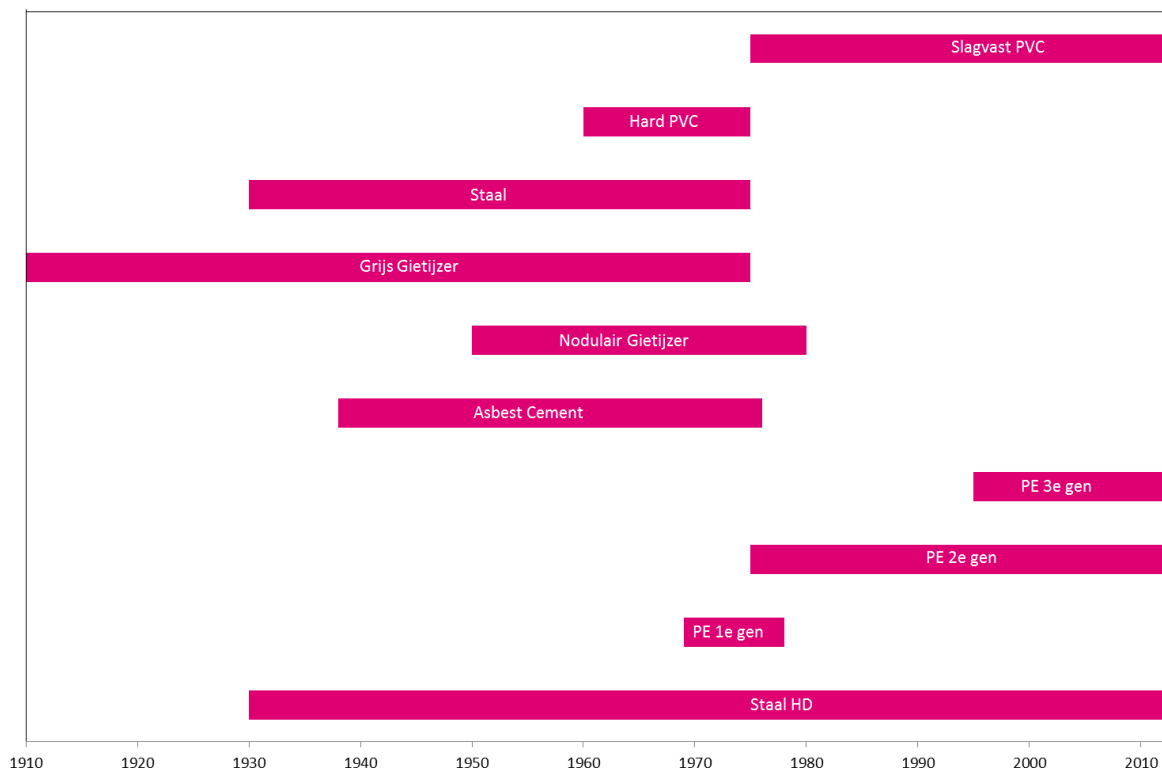 Slagvast PVC
Hard PVC
Staal
Grijs Gietijzer
Nodulair Gietijzer
Asbest Cement
PE 3e gen
PE 2e gen
PE 1e gen
Staal HD
1910 1920 1930 1940 1950 1960 1970 1980 1990 2000 2010